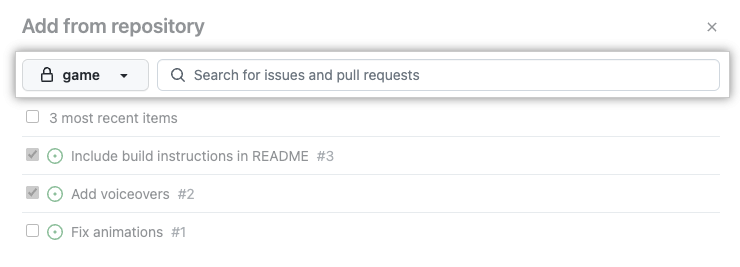 Add from repository
game
Search for issues and pull requests
3 most recent items
Include build instructions in README #3
Add voiceovers #2
Fix animations #1